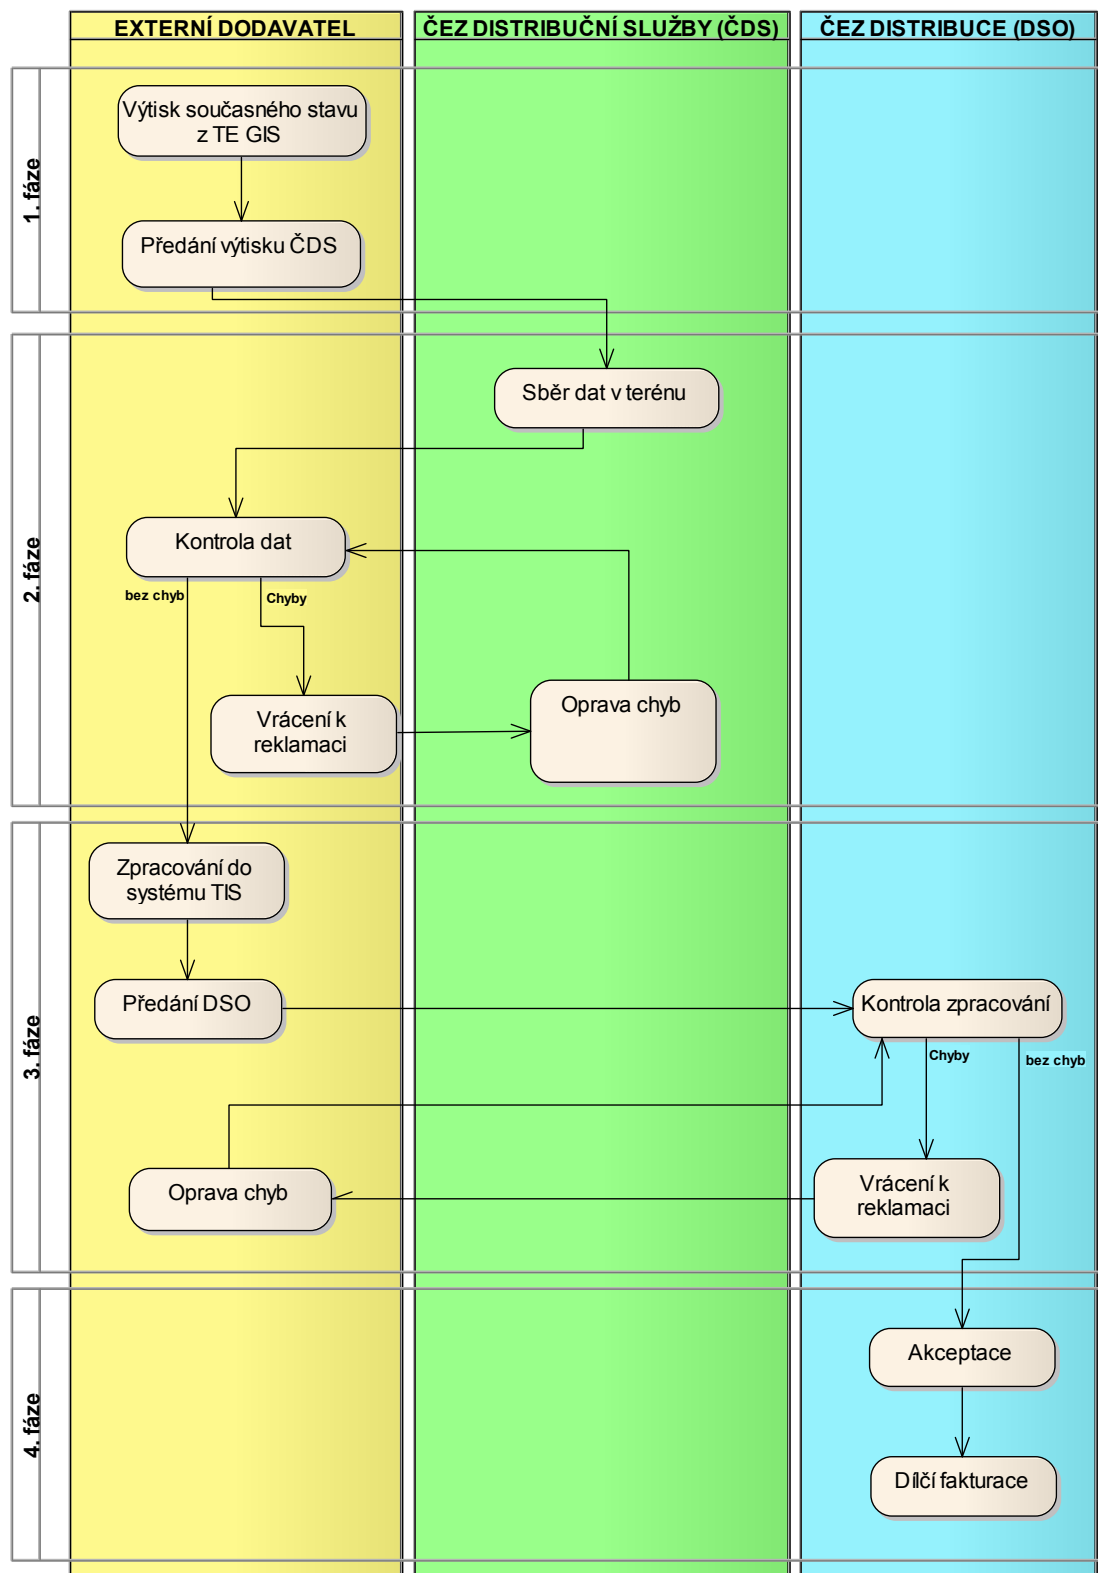 EXTERNÍ DODAVATEL
ČEZ DISTRIBUČNÍ SLUŽBY (ČDS)
ČEZ DISTRIBUCE (DSO)
1. fáze
Výtisk současného stavu
z TE GIS
Předání výtisku ČDS
2. fáze
Sběr dat v terénu
Kontrola dat
bez chyb
Chyby
Vrácení k
reklamaci
Oprava chyb
3. fáze
Zpracování do
systému TIS
Předání DSO
Kontrola zpracování
Chyby
bez chyb
Oprava chyb
Vrácení k
reklamaci
4. fáze
Akceptace
Dílčí fakturace